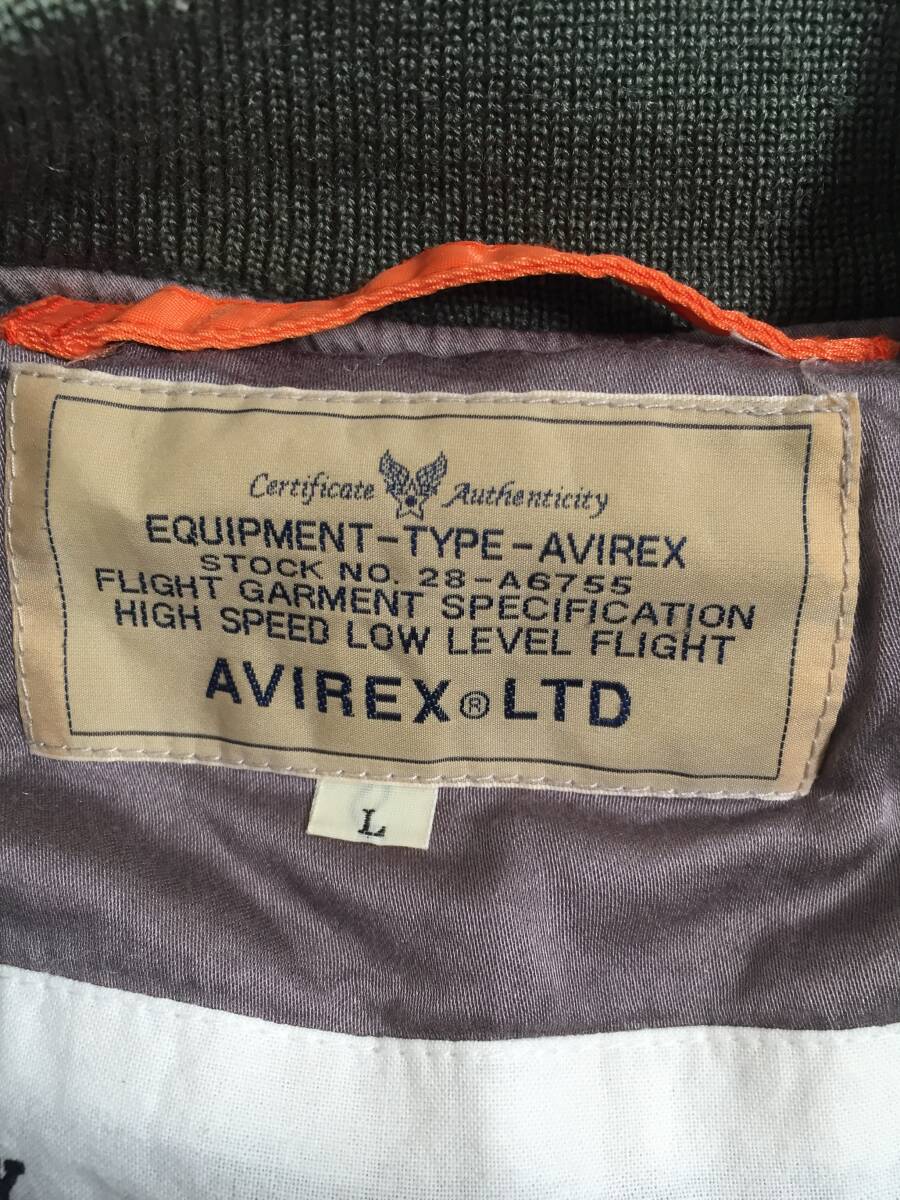 Certificate Authenticity
EQUIPMENT-TYPE-AVIREX
STOCK NO. 28-A6755
FLIGHT GARMENT SPECIFICATION
HIGH SPEED LOW LEVEL FLIGHT
AVIREX® LTD
L